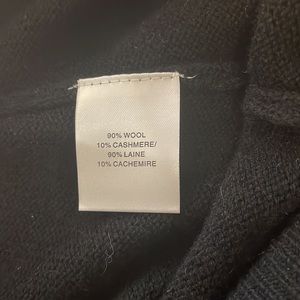 90% WOOL
10% CASHMERE/
90% LAINE
10% CACHEMIRE